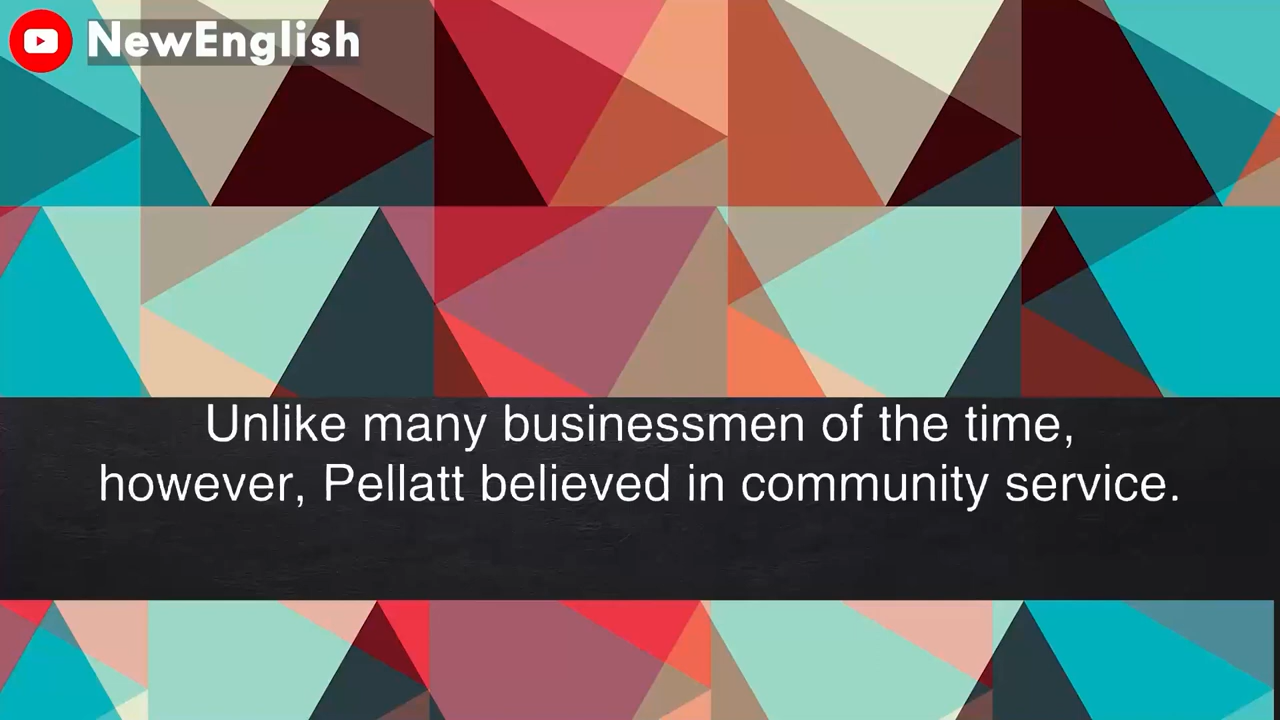 NewEnglish
Unlike many businessmen of the time,
however, Pellatt believed in community service.